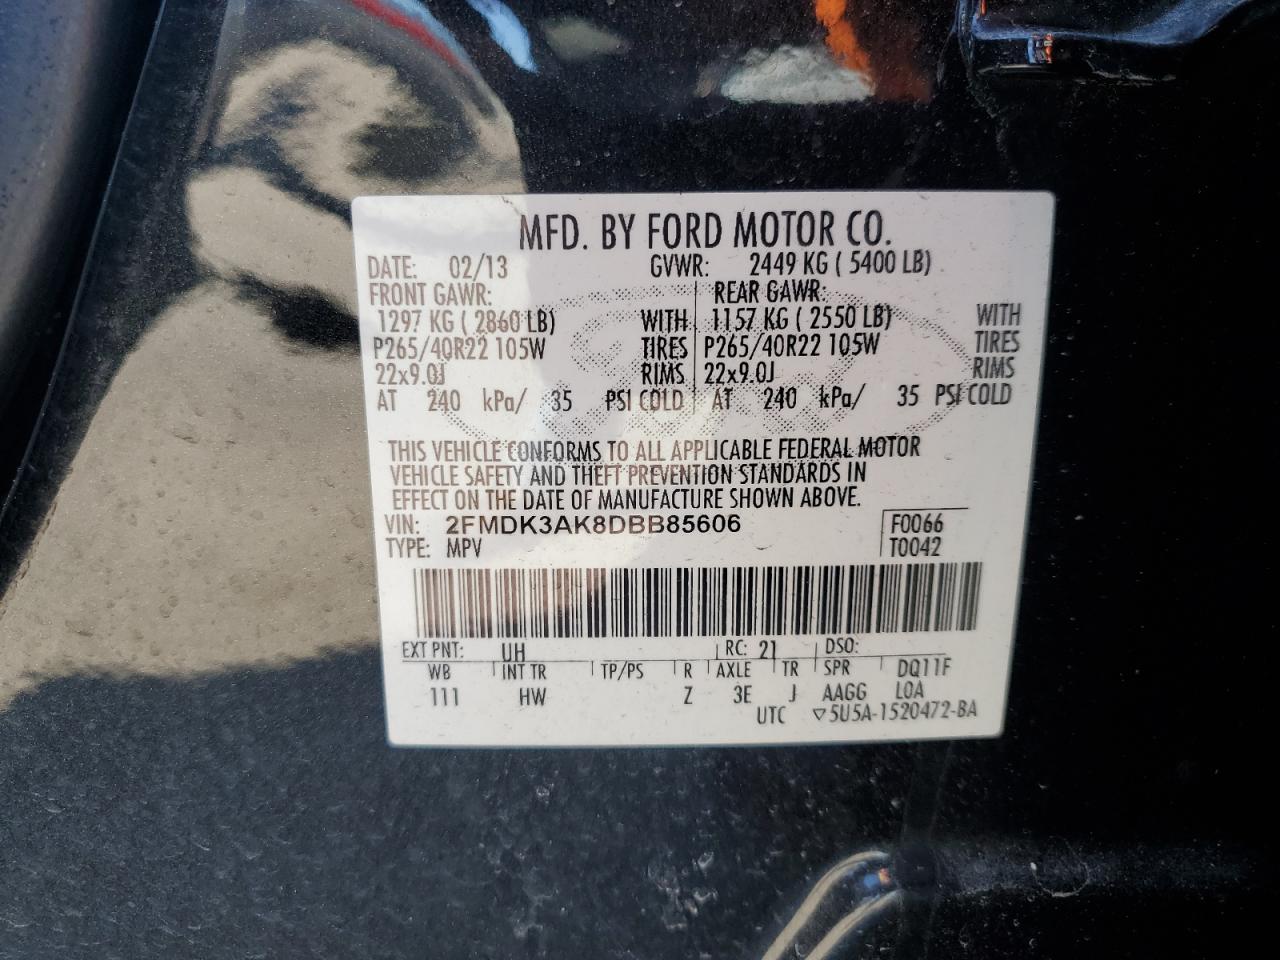 MFD. BY FORD MOTOR CO.
DATE: 02/13 GVWR: 2449 KG ( 5400 LB)
FRONT GAWR: REAR GAWR:
1297 KG ( 2860 LB) WITH 1157 KG ( 2550 LB) WITH
P265/40R22 105W TIRES P265/40R22 105W TIRES
22x9.0J RIMS 22x9.0J RIMS
AT 240 kPa/ 35 PSI COLD AT 240 kPa/ 35 PSI COLD
THIS VEHICLE CONFORMS TO ALL APPLICABLE FEDERAL MOTOR
VEHICLE SAFETY AND THEFT PREVENTION STANDARDS IN
EFFECT ON THE DATE OF MANUFACTURE SHOWN ABOVE.
VIN: 2FMDK3AK8DBB85606 F0066
TYPE: MPV T0042
EXT PNT: UH RC: 21 DSO:
WB INT TR TP/PS R AXLE TR SPR DQ11F
111 HW Z 3E J AAGG LOA
UTC ▽5U5A-1520472-BA